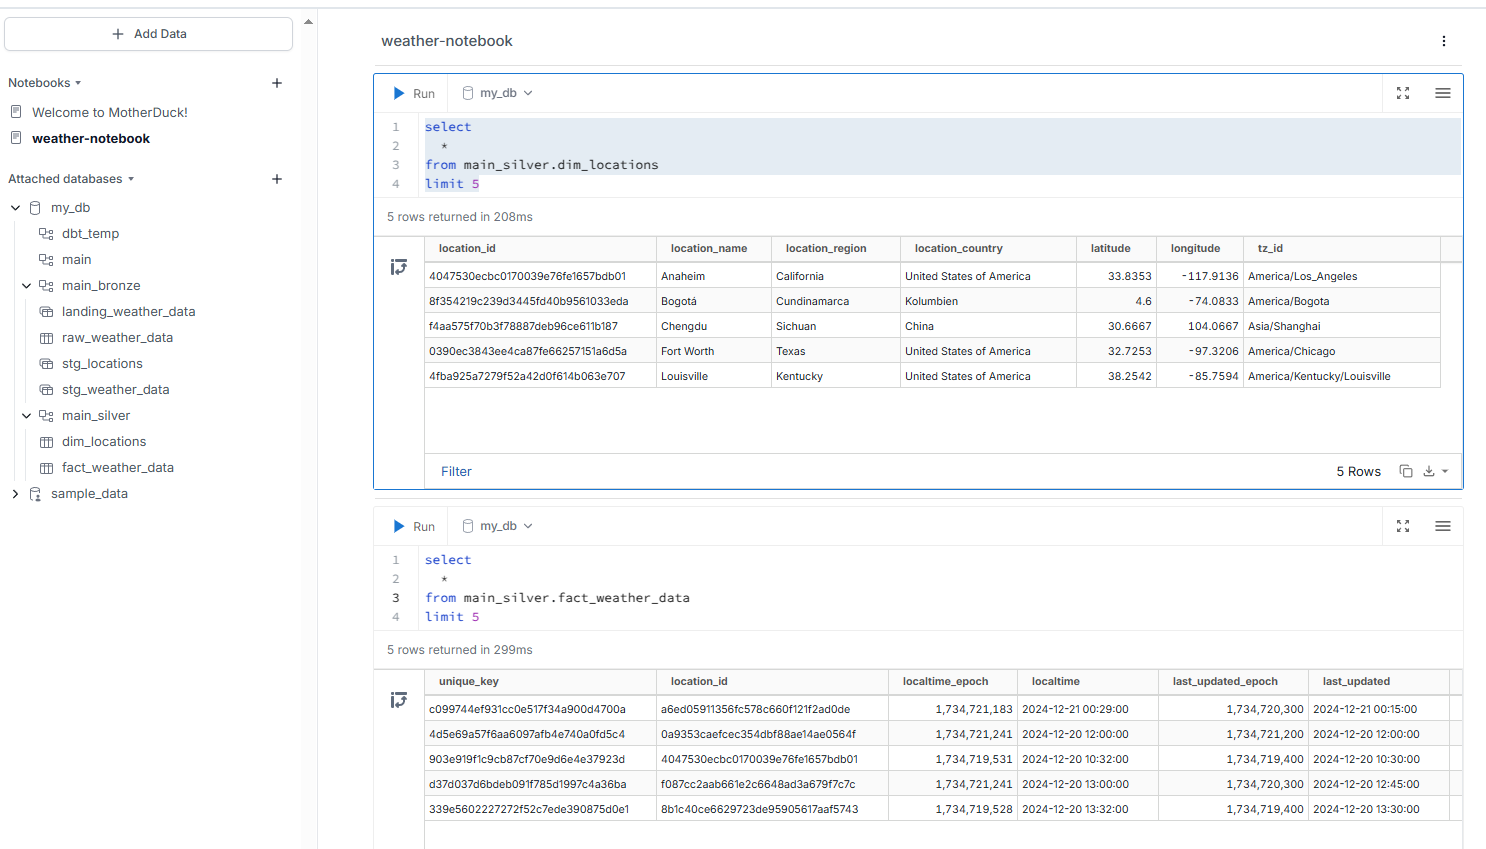 Add Data
Notebooks
Welcome to MotherDuck!
weather-notebook
Attached databases
my_db
dbt_temp
main
main_bronze
landing_weather_data
raw_weather_data
stg_locations
stg_weather_data
main_silver
dim_locations
fact_weather_data
sample_data
weather-notebook
Run my_db
1 select
2 *
3 from main_silver.dim_locations
4 limit 5
5 rows returned in 208ms
location_id location_name location_region location_country latitude longitude tz_id
4047530ecbc0170039e76fe1657bdb01 Anaheim California United States of America 33.8353 -117.9136 America/Los_Angeles
8f354219c239d3445fd40b9561033eda Bogotá Cundinamarca Kolumbien 4.6 -74.0833 America/Bogota
f4aa575f70b3f78887deb96ce611b187 Chengdu Sichuan China 30.6667 104.0667 Asia/Shanghai
0390ec3843ee4ca87fe66257151a6d5a Fort Worth Texas United States of America 32.7253 -97.3206 America/Chicago
4fba925a7279f52a42d0f614b063e707 Louisville Kentucky United States of America 38.2542 -85.7594 America/Kentucky/Louisville
Filter 5 Rows
Run my_db
1 select
2 *
3 from main_silver.fact_weather_data
4 limit 5
5 rows returned in 299ms
unique_key location_id localtime_epoch localtime last_updated_epoch last_updated
c099744ef931cc0e517f34a900d4700a a6ed05911356fc578c660f121f2ad0de 1,734,721,183 2024-12-21 00:29:00 1,734,720,300 2024-12-21 00:15:00
4d5e69a57f6aa6097afb4e740a0fd5c4 0a9353caefcec354dbf88ae14ae0564f 1,734,721,241 2024-12-20 12:00:00 1,734,721,200 2024-12-20 12:00:00
903e919f1c9cb87cf70e9d6e4e37923d 4047530ecbc0170039e76fe1657bdb01 1,734,719,531 2024-12-20 10:32:00 1,734,719,400 2024-12-20 10:30:00
d37d037d6bdeb091f785d1997c4a36ba f087cc2aab661e2c6648ad3a679f7c7c 1,734,721,241 2024-12-20 13:00:00 1,734,720,300 2024-12-20 12:45:00
339e5602227272f52c7ede390875d0e1 8b1c40ce6629723de95905617aaf5743 1,734,719,528 2024-12-20 13:32:00 1,734,719,400 2024-12-20 13:30:00